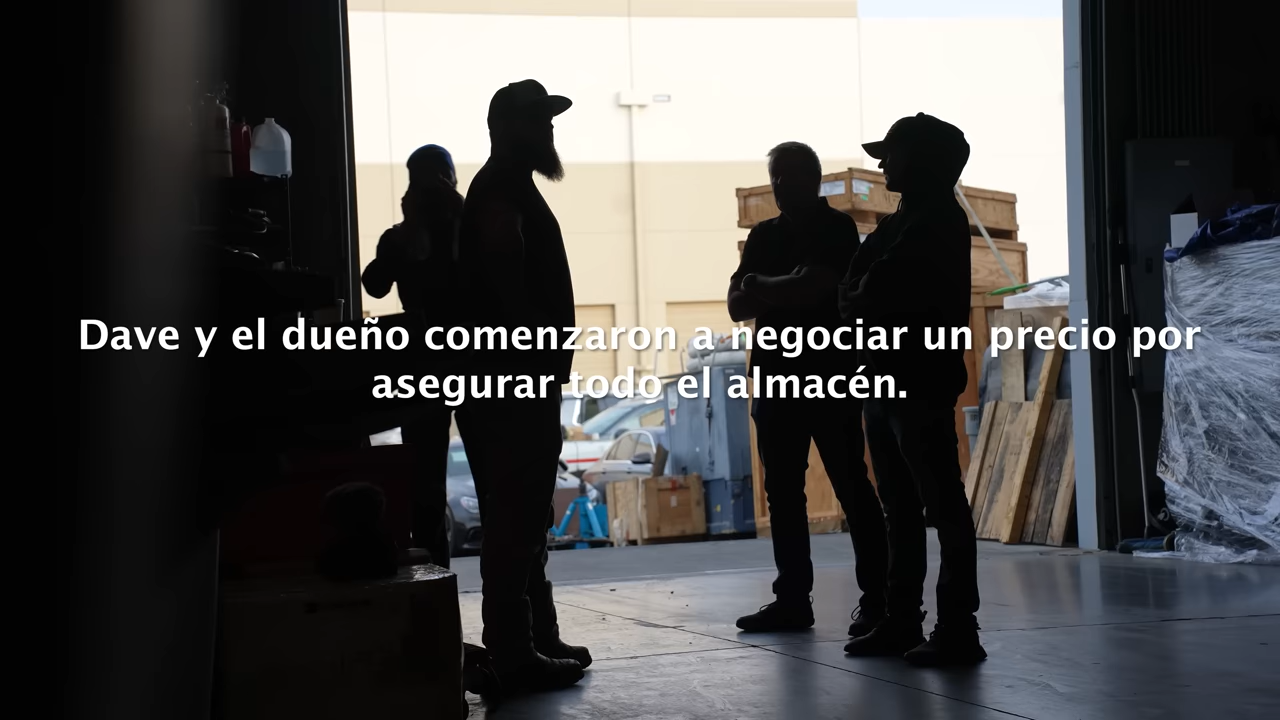 Dave y el dueño comenzaron a negociar un precio por
asegurar todo el almacén.